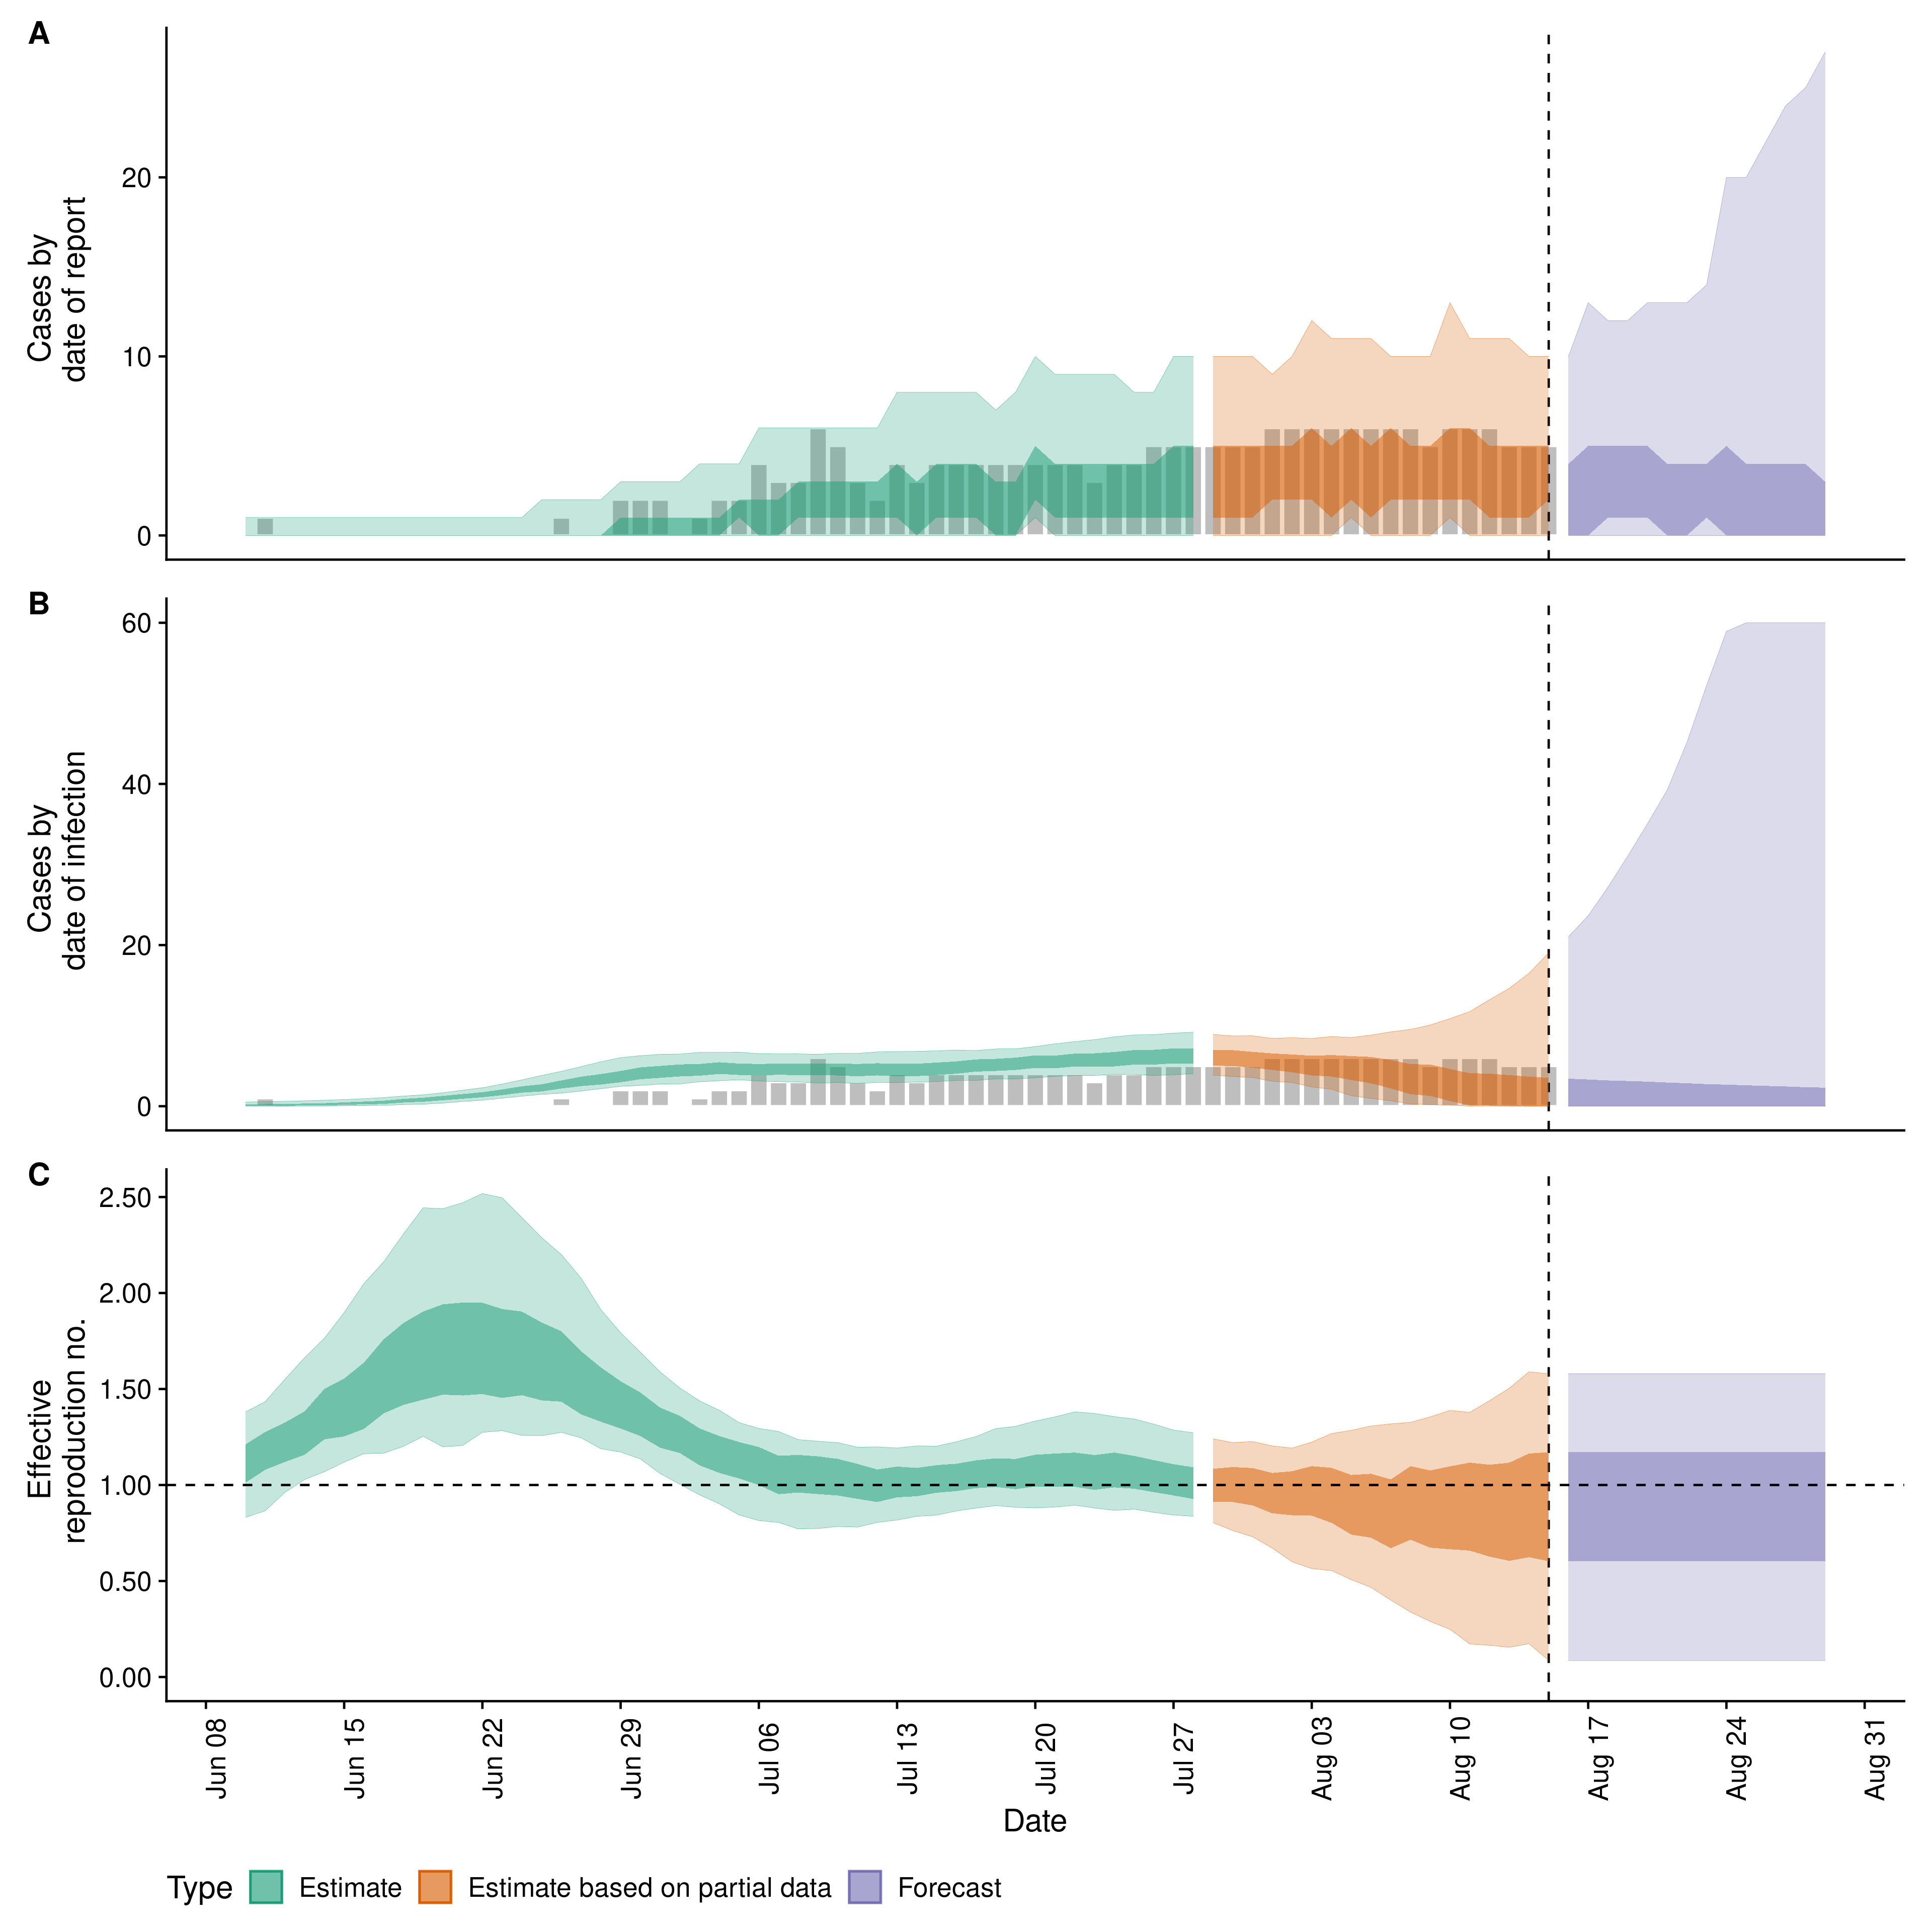 A
Cases by
date of report
20
10
0
B
Cases by
date of infection
60
40
20
0
C
Effective
reproduction no.
2.50
2.00
1.50
1.00
0.50
0.00
Jun 08
Jun 15
Jun 22
Jun 29
Jul 06
Jul 13
Jul 20
Jul 27
Aug 03
Aug 10
Aug 17
Aug 24
Aug 31
Date
Type Estimate Estimate based on partial data Forecast